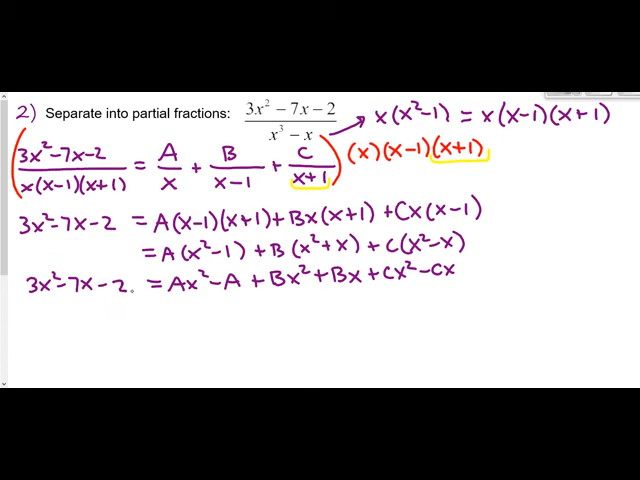 2) Separate into partial fractions: (3x² − 7x − 2)/(x³ − x) → x(x²−1) = x(x−1)(x+1)
((3x²−7x−2)/(x(x−1)(x+1)) = A/x + B/(x−1) + C/(x+1)) (x)(x−1)(x+1)
3x²−7x−2 = A(x−1)(x+1)+Bx(x+1)+Cx(x−1)
= A(x²−1)+B(x²+x)+C(x²−x)
3x²−7x−2 = Ax²−A+Bx²+Bx+Cx²−Cx